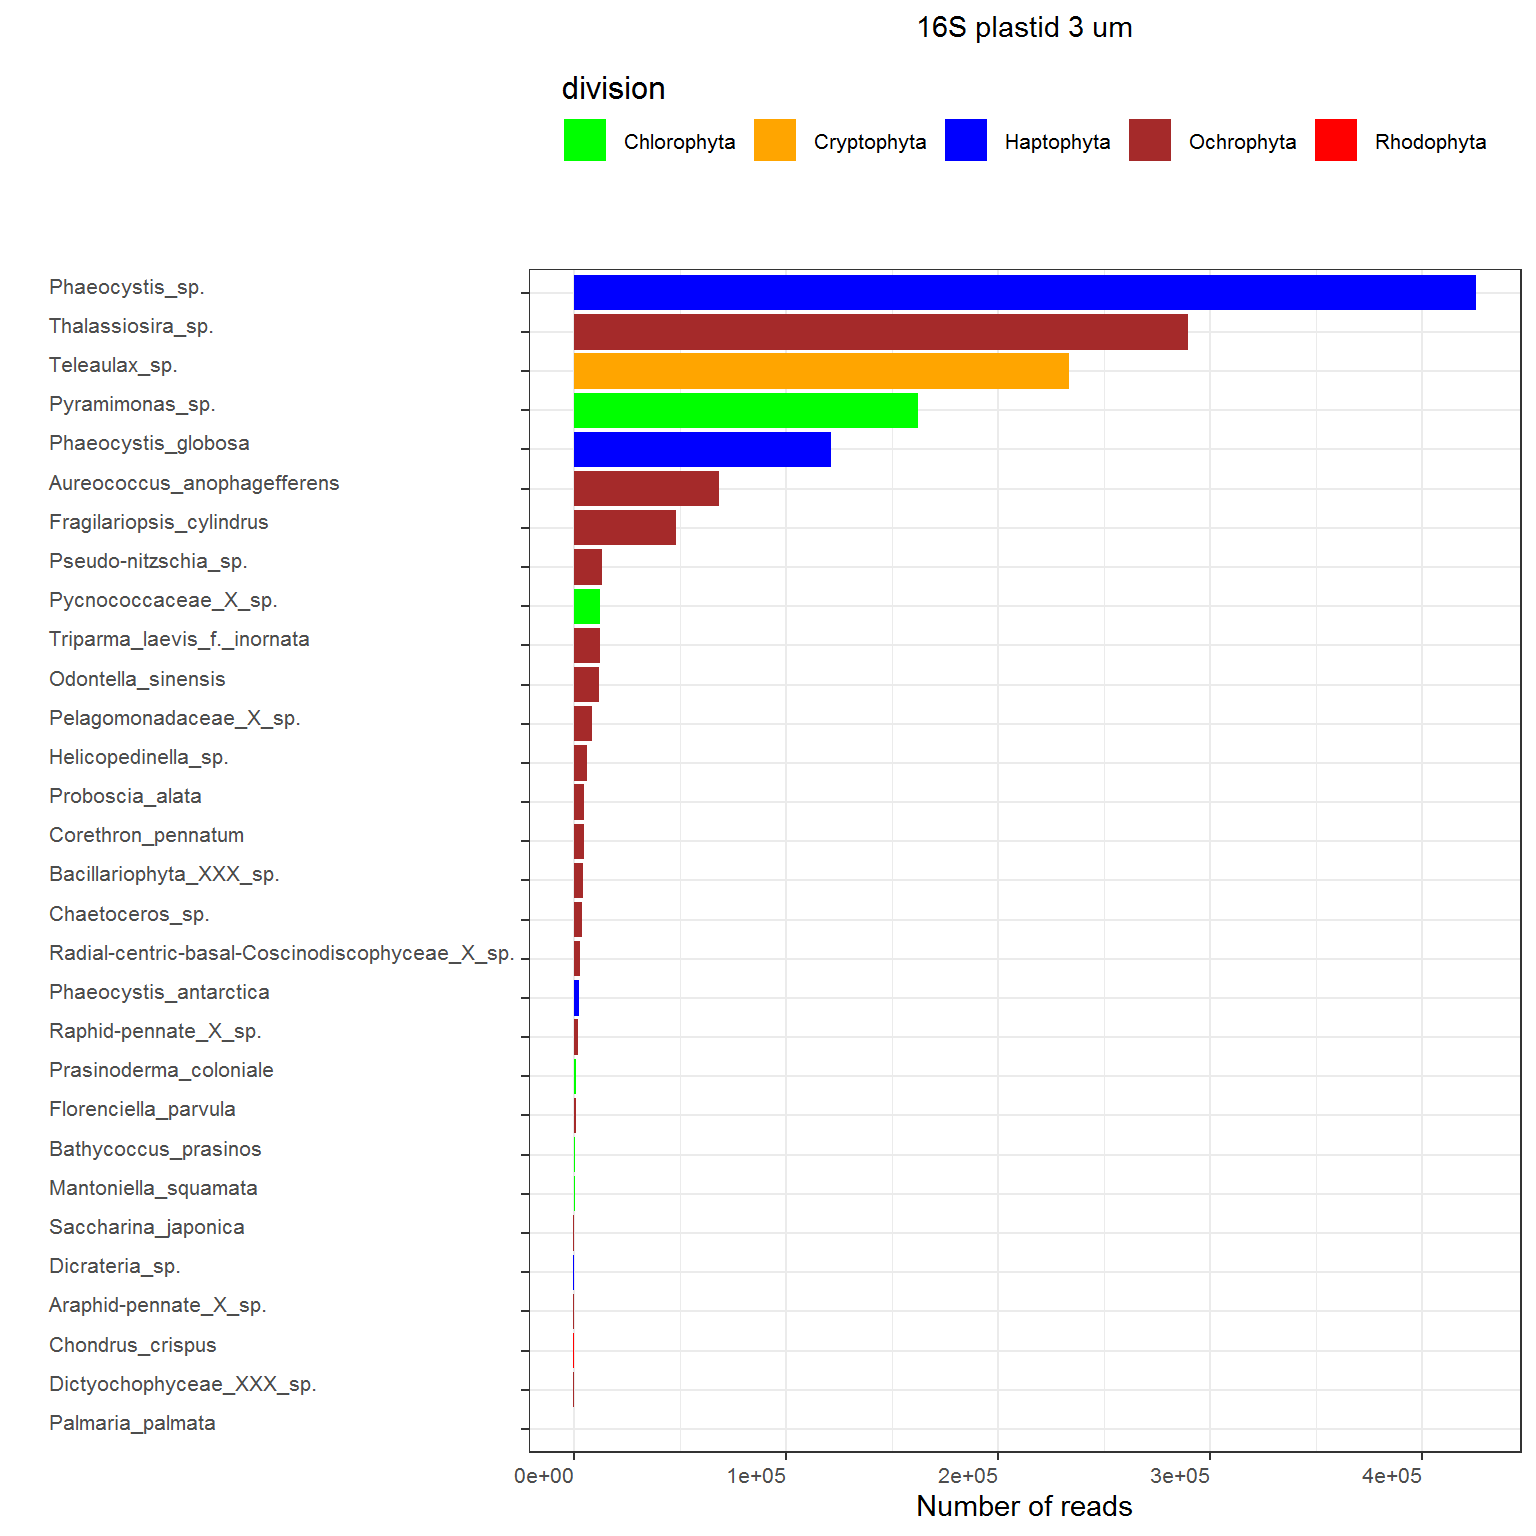 16S plastid 3 um
division
Chlorophyta Cryptophyta Haptophyta Ochrophyta Rhodophyta
Phaeocystis_sp.
Thalassiosira_sp.
Teleaulax_sp.
Pyramimonas_sp.
Phaeocystis_globosa
Aureococcus_anophagefferens
Fragilariopsis_cylindrus
Pseudo-nitzschia_sp.
Pycnococcaceae_X_sp.
Triparma_laevis_f._inornata
Odontella_sinensis
Pelagomonadaceae_X_sp.
Helicopedinella_sp.
Proboscia_alata
Corethron_pennatum
Bacillariophyta_XXX_sp.
Chaetoceros_sp.
Radial-centric-basal-Coscinodiscophyceae_X_sp.
Phaeocystis_antarctica
Raphid-pennate_X_sp.
Prasinoderma_coloniale
Florenciella_parvula
Bathycoccus_prasinos
Mantoniella_squamata
Saccharina_japonica
Dicrateria_sp.
Araphid-pennate_X_sp.
Chondrus_crispus
Dictyochophyceae_XXX_sp.
Palmaria_palmata
0e+00 1e+05 2e+05 3e+05 4e+05
Number of reads